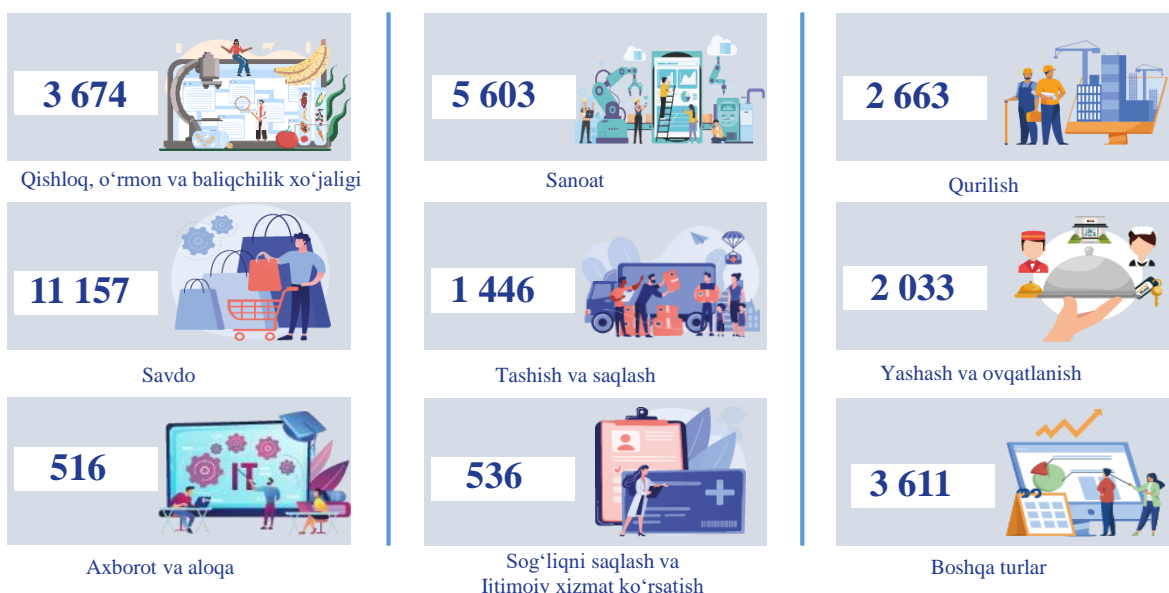 3 674
Qishloq, o‘rmon va baliqchilik xo‘jaligi
5 603
Sanoat
2 663
Qurilish
11 157
Savdo
1 446
Tashish va saqlash
2 033
Yashash va ovqatlanish
516
IT
Axborot va aloqa
536
Sog‘liqni saqlash va
Ijtimoiy xizmat ko‘rsatish
3 611
Boshqa turlar